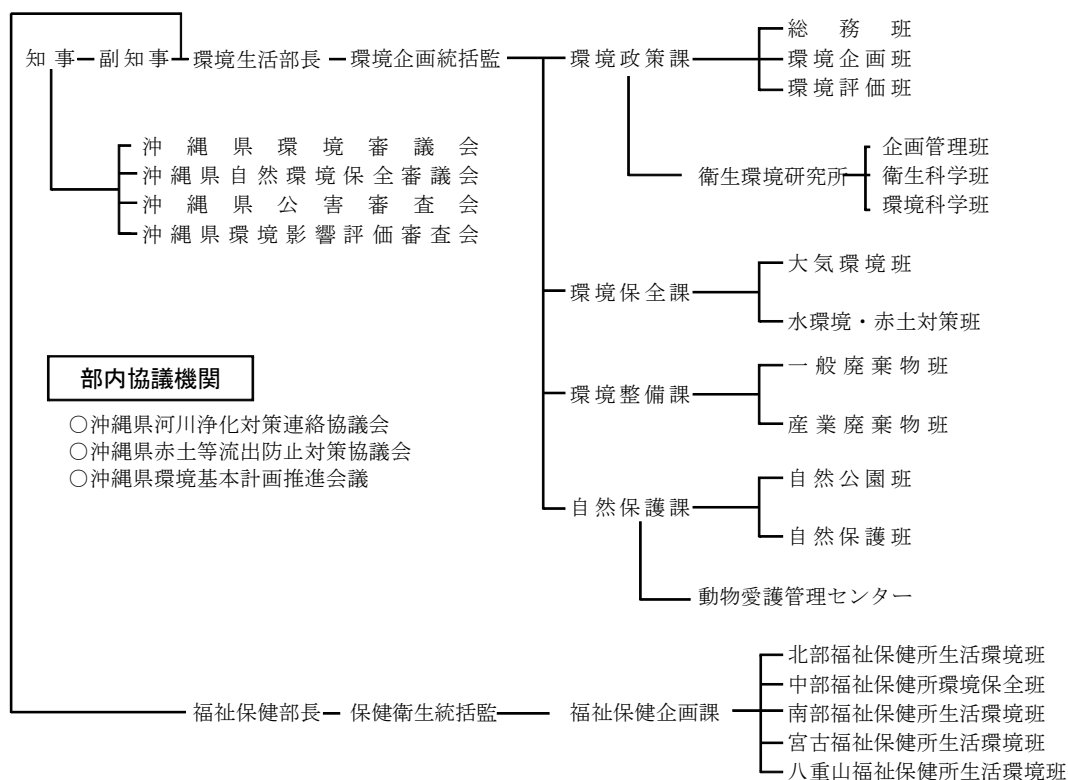 知事
副知事
環境生活部長
環境企画統括監
環境政策課
総務班
環境企画班
環境評価班
衛生環境研究所
企画管理班
衛生科学班
環境科学班
沖縄県環境審議会
沖縄県自然環境保全審議会
沖縄県公害審査会
沖縄県環境影響評価審査会
環境保全課
大気環境班
水環境・赤土対策班
環境整備課
一般廃棄物班
産業廃棄物班
部内協議機関
○沖縄県河川浄化対策連絡協議会
○沖縄県赤土等流出防止対策協議会
○沖縄県環境基本計画推進会議
自然保護課
自然公園班
自然保護班
動物愛護管理センター
福祉保健部長
保健衛生統括監
福祉保健企画課
北部福祉保健所生活環境班
中部福祉保健所環境保全班
南部福祉保健所生活環境班
宮古福祉保健所生活環境班
八重山福祉保健所生活環境班